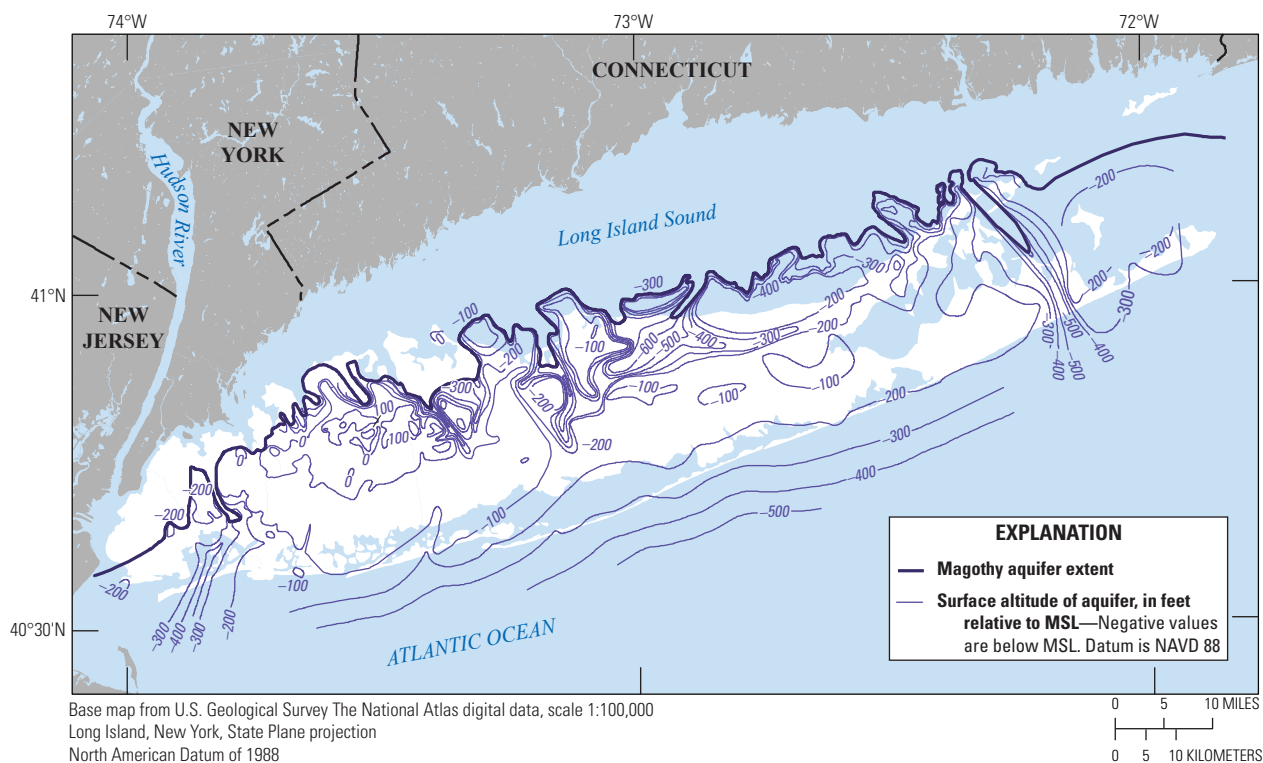 74°W
73°W
72°W
CONNECTICUT
NEW
YORK
Hudson River
Long Island Sound
–200
–200
–300
–300
–400
–200
–200
41°N
–100
–300
–200
–200
NEW
JERSEY
–100
–600
–500
–400
–300
–300
–500
–400
–400
–500
–200
–300
–100
–100
–100
–200
100
100
–200
–200
–300
0
0
0
–400
–200
–200
–100
–500
–100
–200
–300
–400
–300
–200
40°30'N
ATLANTIC OCEAN
EXPLANATION
Magothy aquifer extent
Surface altitude of aquifer, in feet
relative to MSL—Negative values
are below MSL. Datum is NAVD 88
Base map from U.S. Geological Survey The National Atlas digital data, scale 1:100,000
Long Island, New York, State Plane projection
North American Datum of 1988
0 5 10 MILES
0 5 10 KILOMETERS